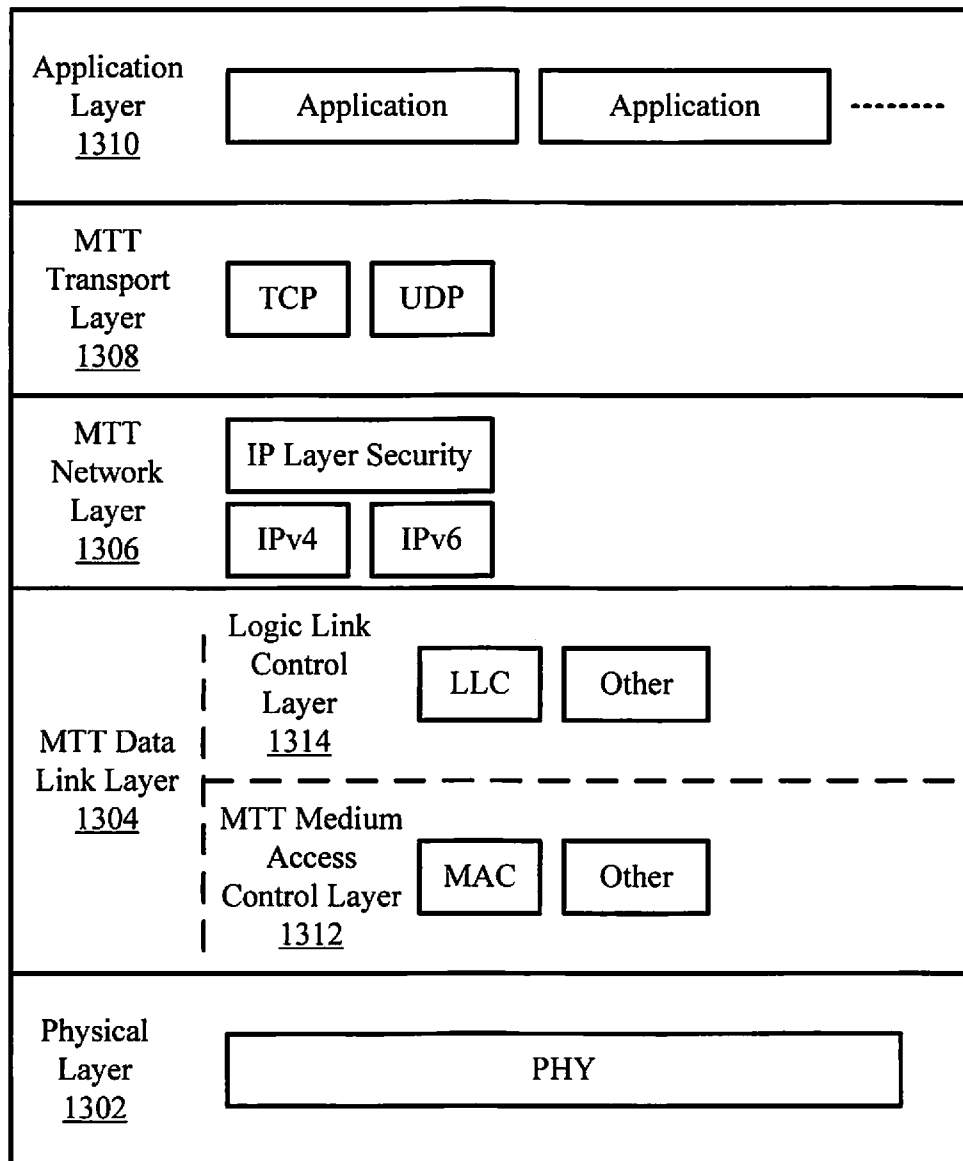 Application
Layer
1310
Application
Application
MTT
Transport
Layer
1308
TCP
UDP
MTT
Network
Layer
1306
IP Layer Security
IPv4
IPv6
MTT Data
Link Layer
1304
Logic Link
Control
Layer
1314
LLC
Other
MTT Medium
Access
Control Layer
1312
MAC
Other
Physical
Layer
1302
PHY